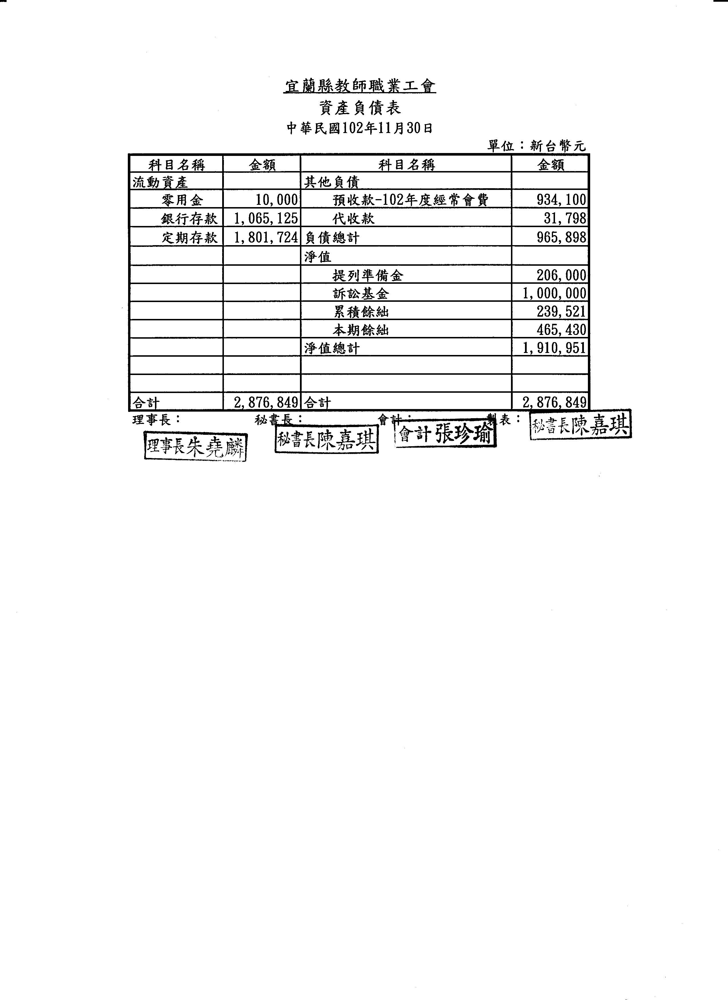 宜蘭縣教師職業工會
資產負債表
中華民國102年11月30日
單位：新台幣元
科目名稱 金額 科目名稱 金額
流動資產 其他負債
零用金 10,000 預收款-102年度經常會費 934,100
銀行存款 1,065,125 代收款 31,798
定期存款 1,801,724 負債總計 965,898
淨值
提列準備金 206,000
訴訟基金 1,000,000
累積餘絀 239,521
本期餘絀 465,430
淨值總計 1,910,951
合計 2,876,849 合計 2,876,849
理事長： 秘書長： 會計： 製表：
理事長朱堯麟 秘書長陳嘉琪 會計張珍瑜 秘書長陳嘉琪